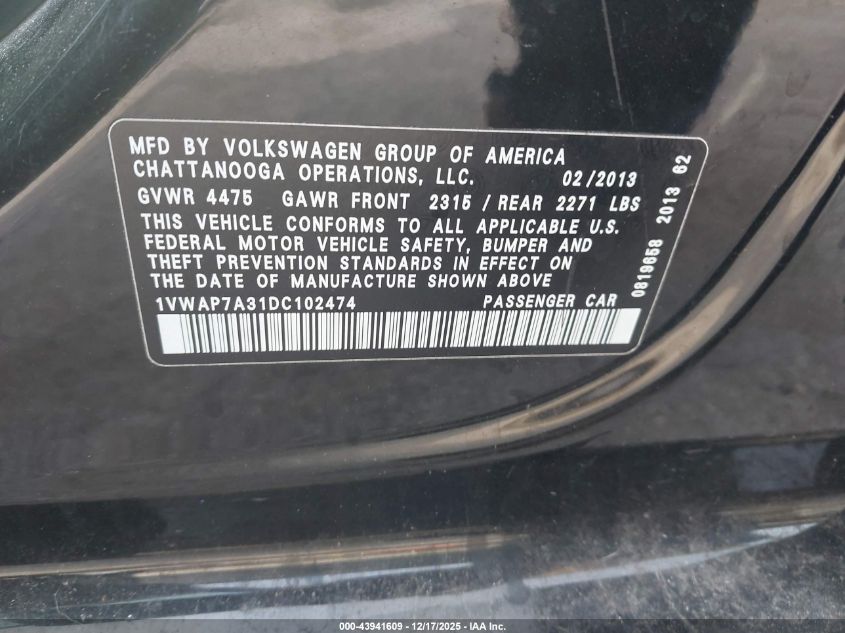 MFD BY VOLKSWAGEN GROUP OF AMERICA
CHATTANOOGA OPERATIONS, LLC. 02/2013
GVWR 4475 GAWR FRONT 2315 / REAR 2271 LBS
THIS VEHICLE CONFORMS TO ALL APPLICABLE U.S.
FEDERAL MOTOR VEHICLE SAFETY, BUMPER AND
THEFT PREVENTION STANDARDS IN EFFECT ON
THE DATE OF MANUFACTURE SHOWN ABOVE
1VWAP7A31DC102474 PASSENGER CAR
0819658 2013 62
000-43941609 - 12/17/2025 - IAA Inc.